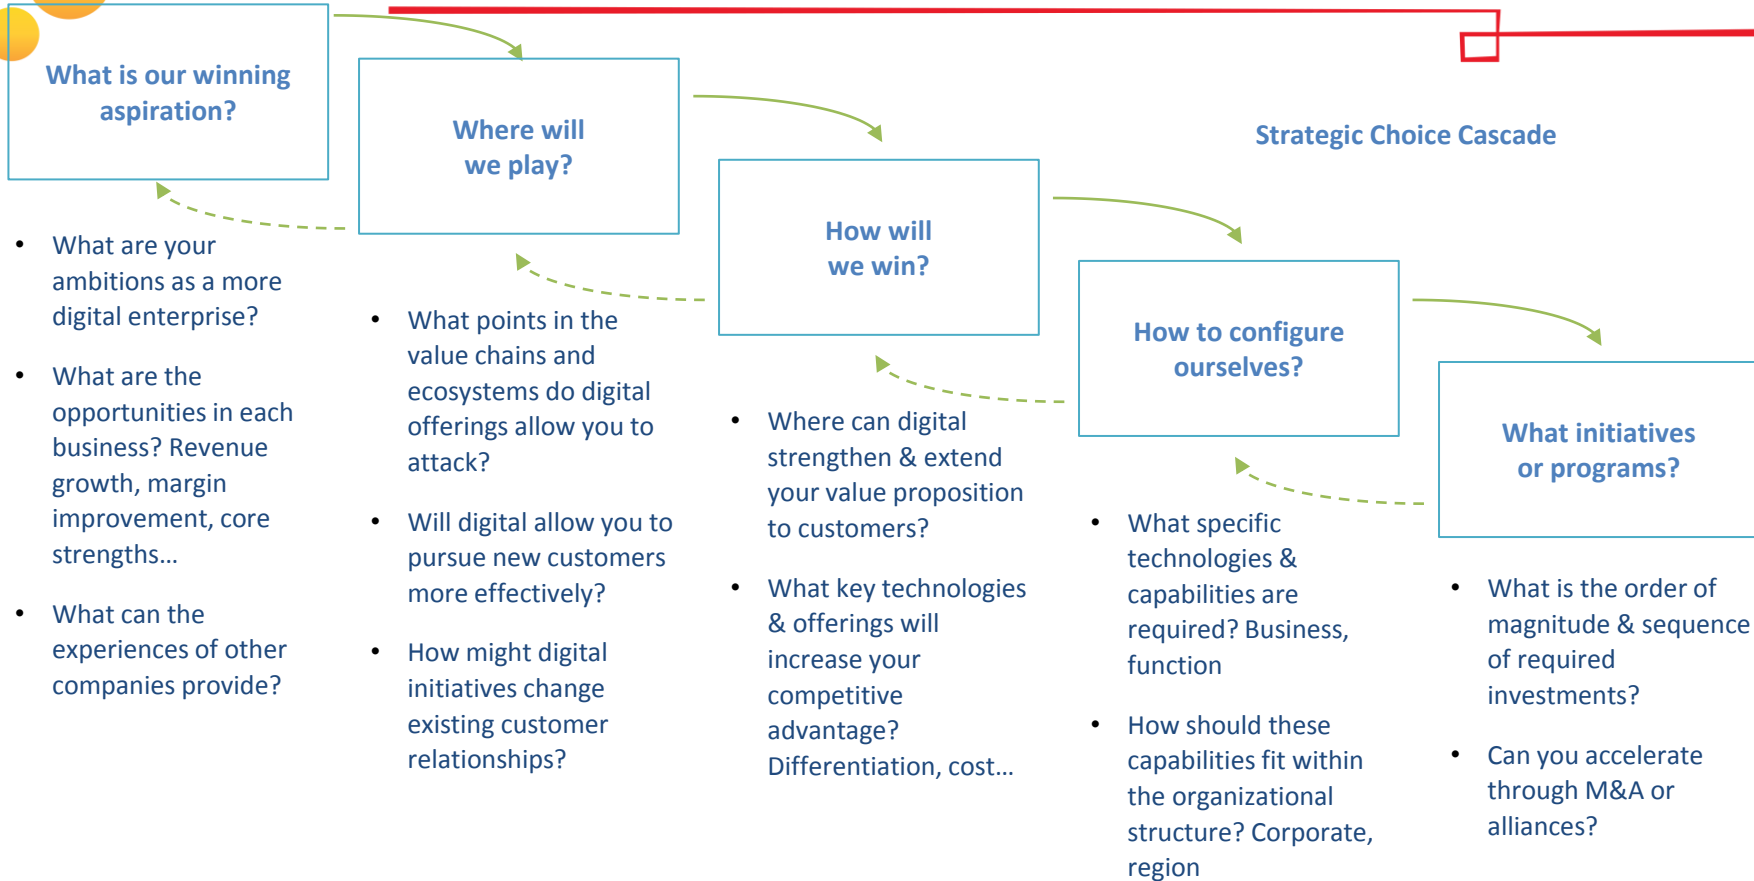 What is our winning
aspiration?
Where will
we play?
Strategic Choice Cascade
How will
we win?
How to configure
ourselves?
What initiatives
or programs?
• What are your
ambitions as a more
digital enterprise?
• What are the
opportunities in each
business? Revenue
growth, margin
improvement, core
strengths...
• What can the
experiences of other
companies provide?
• What points in the
value chains and
ecosystems do digital
offerings allow you to
attack?
• Will digital allow you to
pursue new customers
more effectively?
• How might digital
initiatives change
existing customer
relationships?
• Where can digital
strengthen & extend
your value proposition
to customers?
• What key technologies
& offerings will
increase your
competitive
advantage?
Differentiation, cost...
• What specific
technologies &
capabilities are
required? Business,
function
• How should these
capabilities fit within
the organizational
structure? Corporate,
region
• What is the order of
magnitude & sequence
of required
investments?
• Can you accelerate
through M&A or
alliances?